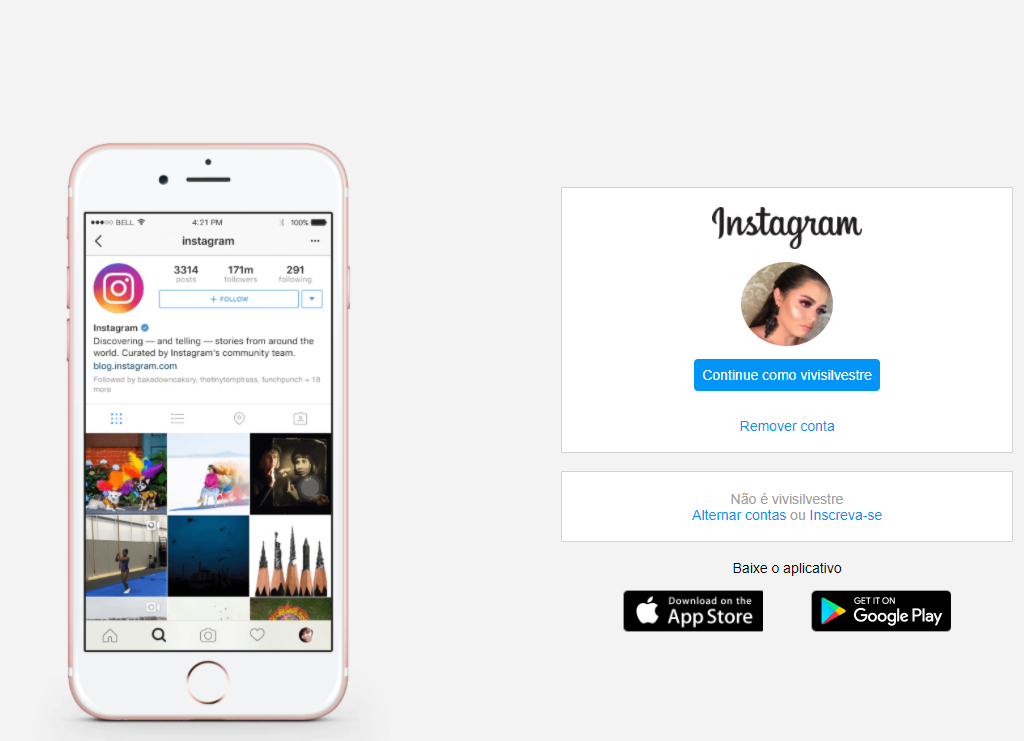 BELL
4:21 PM
100%
instagram
3314
171m
291
posts
followers
following
+ FOLLOW
Instagram
Discovering — and telling — stories from around the
world. Curated by Instagram's community team.
blog.instagram.com
Followed by bakedowncakery, thetinytemptress, funchpunch + 18
more
Instagram
Continue como vivisilvestre
Remover conta
Não é vivisilvestre
Alternar contas ou Inscreva-se
Baixe o aplicativo
Download on the
App Store
GET IT ON
Google Play